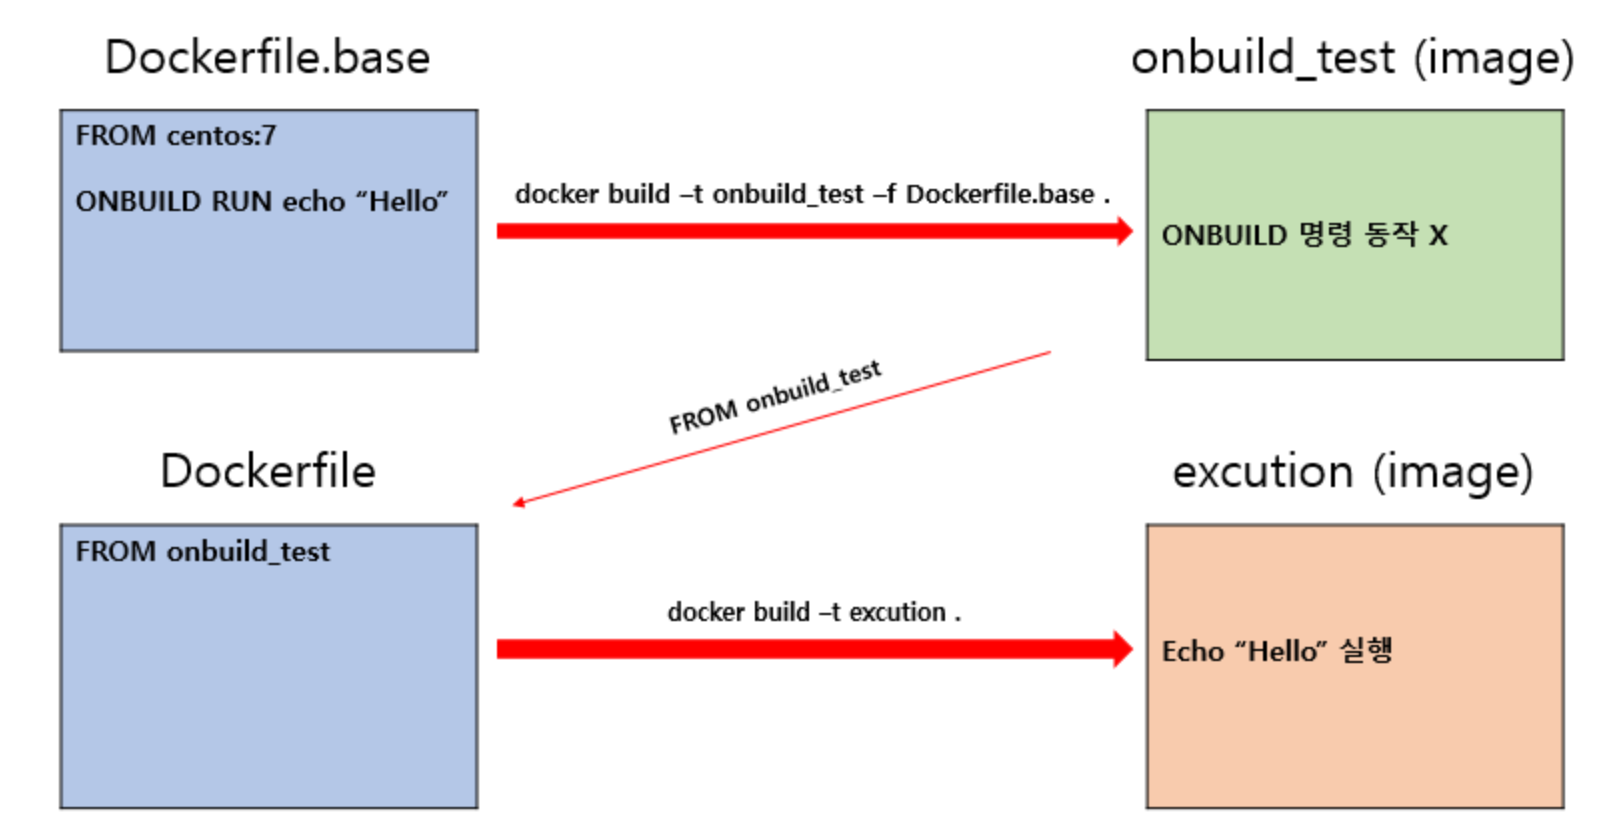 Dockerfile.base
onbuild_test (image)
FROM centos:7
ONBUILD RUN echo “Hello”
docker build –t onbuild_test –f Dockerfile.base .
ONBUILD 명령 동작 X
FROM onbuild_test
Dockerfile
excution (image)
FROM onbuild_test
docker build –t excution .
Echo “Hello” 실행